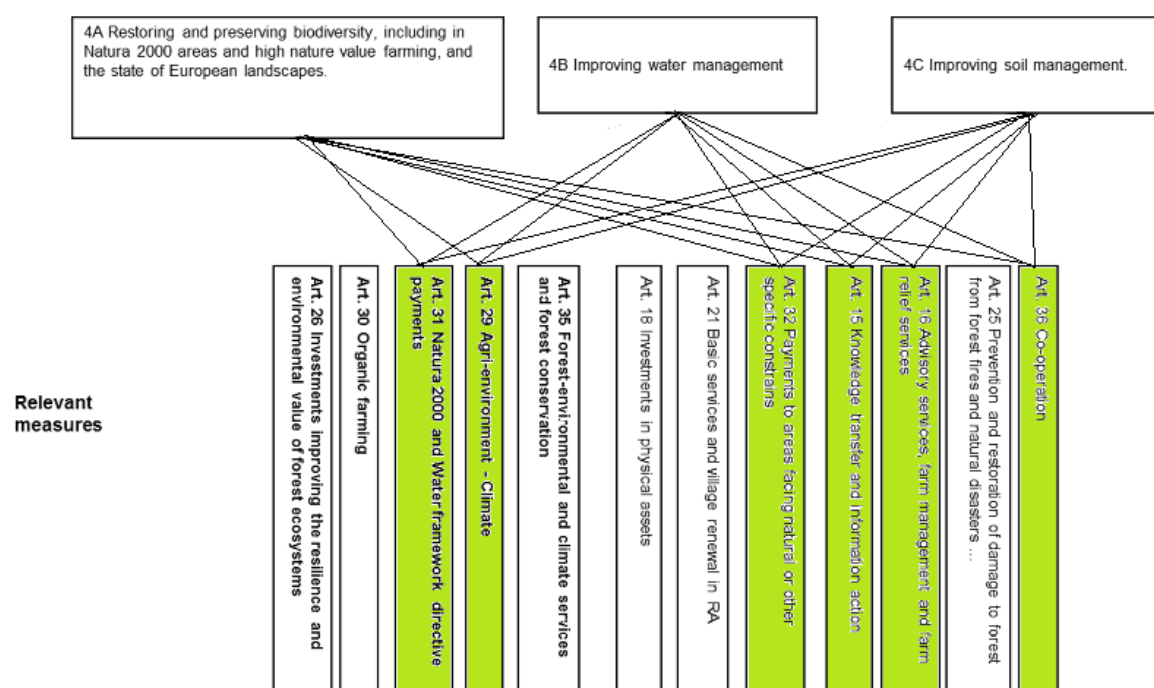 4A Restoring and preserving biodiversity, including in
Natura 2000 areas and high nature value farming, and
the state of European landscapes.
4B Improving water management
4C Improving soil management.
Relevant
measures
Art. 26 Investments improving the resilience and
environmental value of forest ecosystems
Art. 30 Organic farming
Art. 31 Natura 2000 and Water framework directive
payments
Art. 29 Agri-environment - Climate
Art. 35 Forest-environmental and climate services
and forest conservation
Art. 18 Investments in physical assets
Art. 21 Basic services and village renewal in RA
Art. 32 Payments to areas facing natural or other
specific constrains
Art. 15 Knowledge transfer and information action
Art. 16 Advisory services, farm management and farm
relief services
Art. 25 Prevention and restoration of damage to forest
from forest fires and natural disasters ...
Art. 36 Co-operation